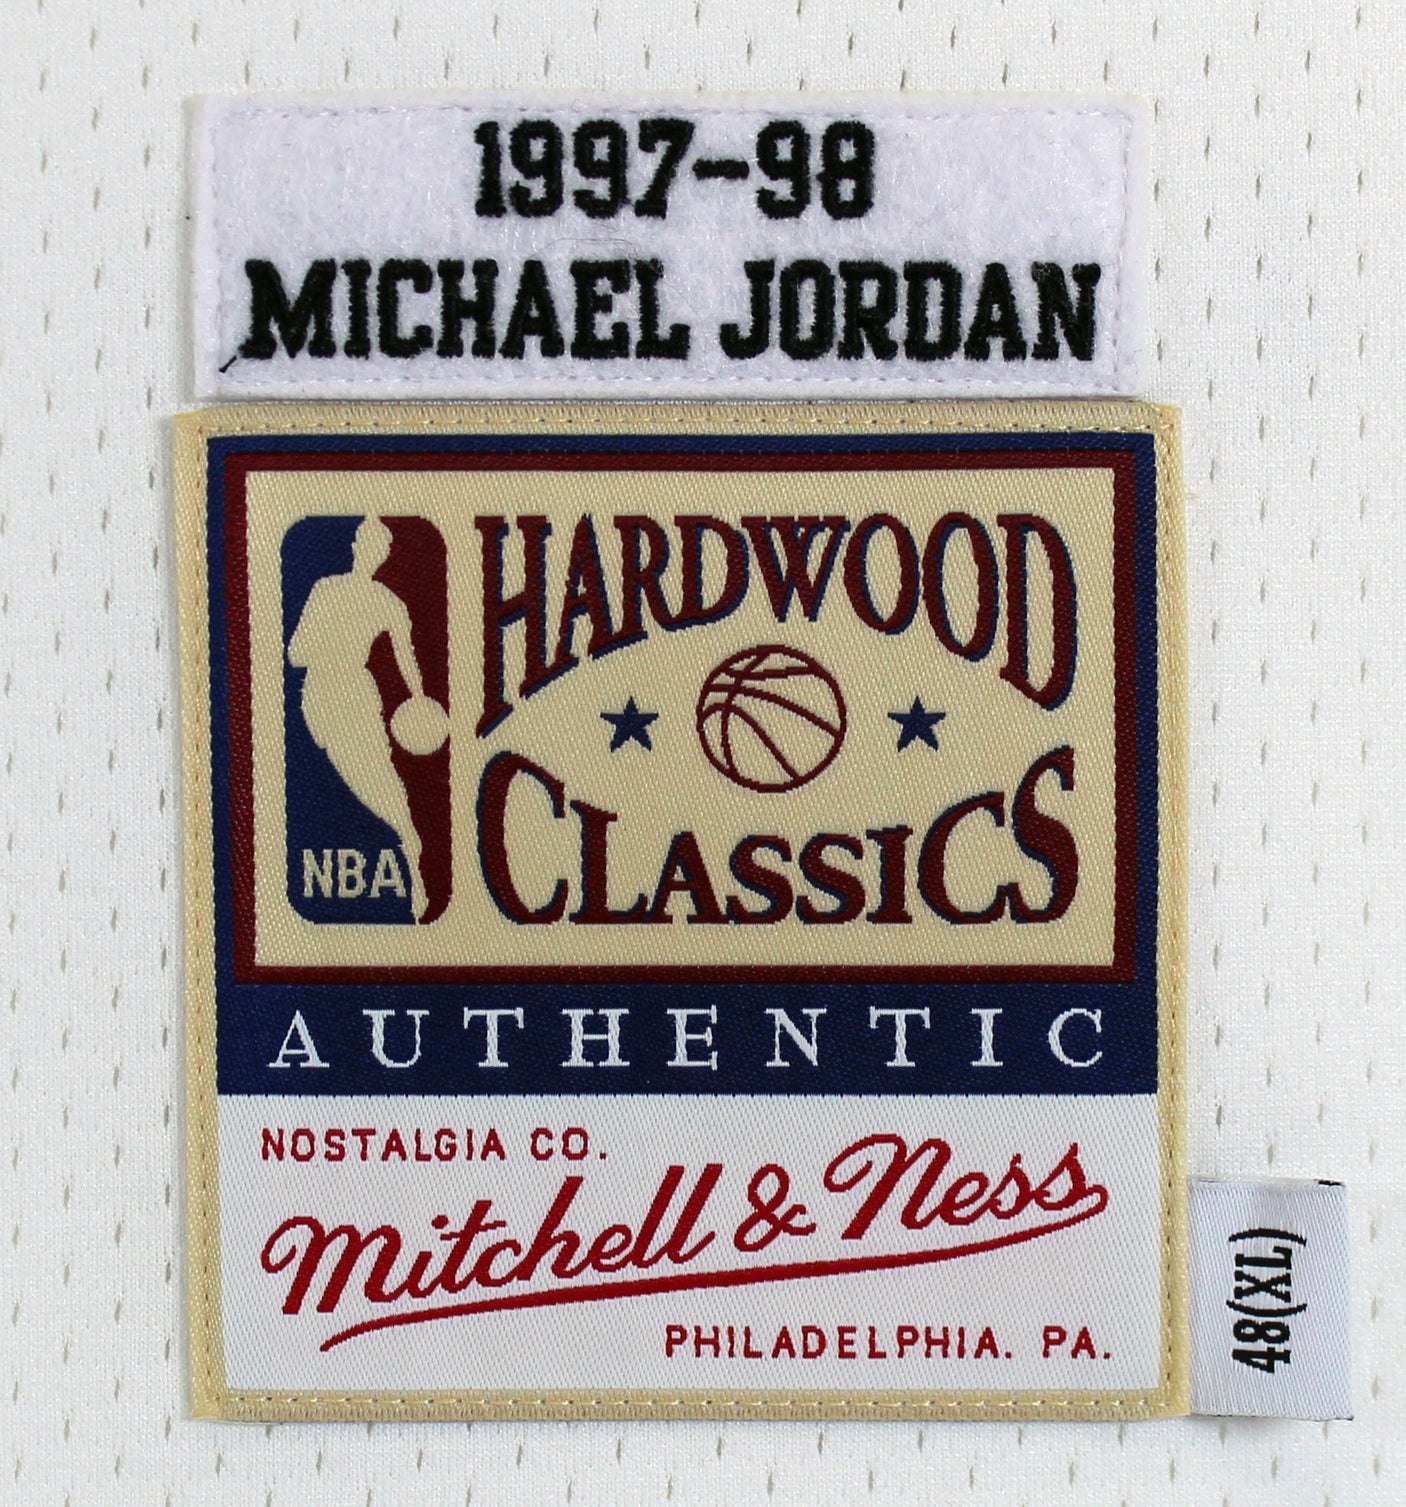 1997-98
MICHAEL JORDAN
HARDWOOD
CLASSICS
NBA
AUTHENTIC
NOSTALGIA CO.
Mitchell & Ness
PHILADELPHIA. PA.
48(XL)